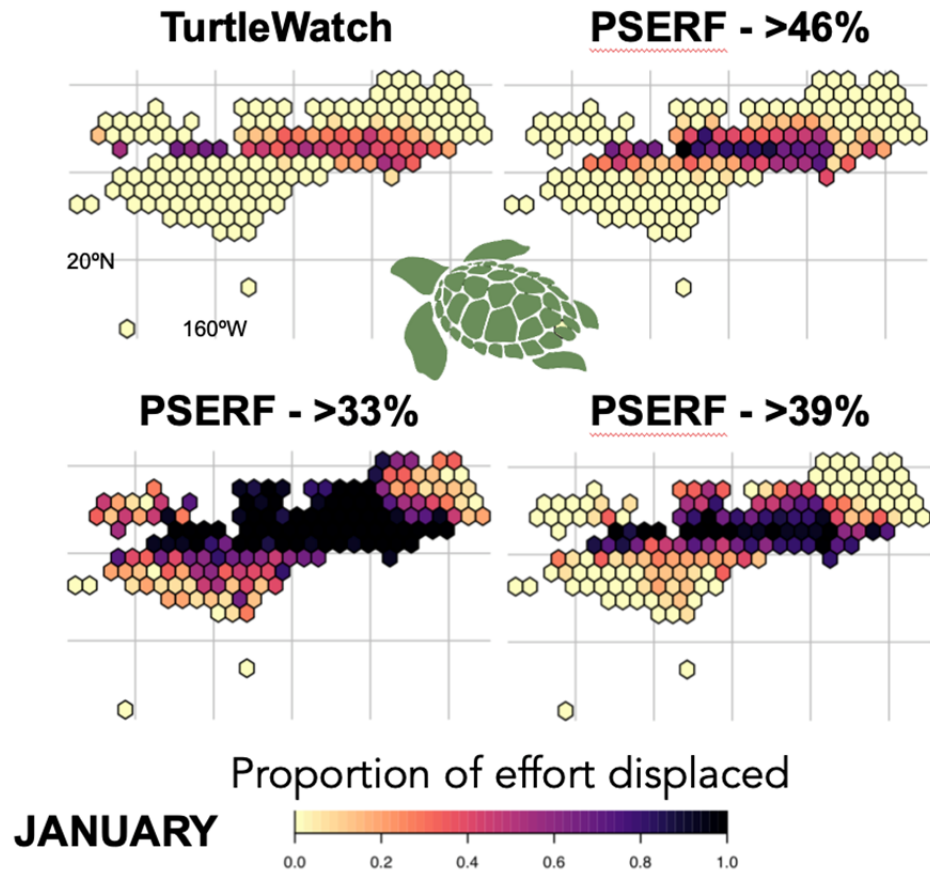 TurtleWatch
PSERF - >46%
20ºN
160ºW
PSERF - >33%
PSERF - >39%
Proportion of effort displaced
JANUARY
0.0 0.2 0.4 0.6 0.8 1.0